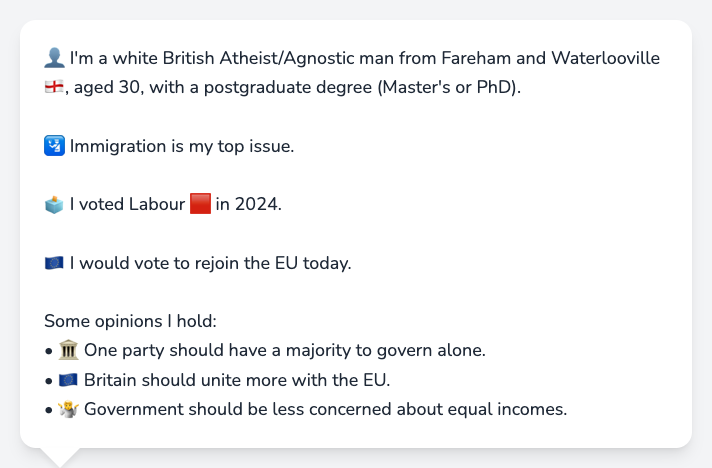 👤 I'm a white British Atheist/Agnostic man from Fareham and Waterlooville
🏴󠁧󠁢󠁥󠁮󠁧󠁿, aged 30, with a postgraduate degree (Master's or PhD).
🛂 Immigration is my top issue.
🗳️ I voted Labour 🟥 in 2024.
🇪🇺 I would vote to rejoin the EU today.
Some opinions I hold:
• 🏛️ One party should have a majority to govern alone.
• 🇪🇺 Britain should unite more with the EU.
• 🤷 Government should be less concerned about equal incomes.